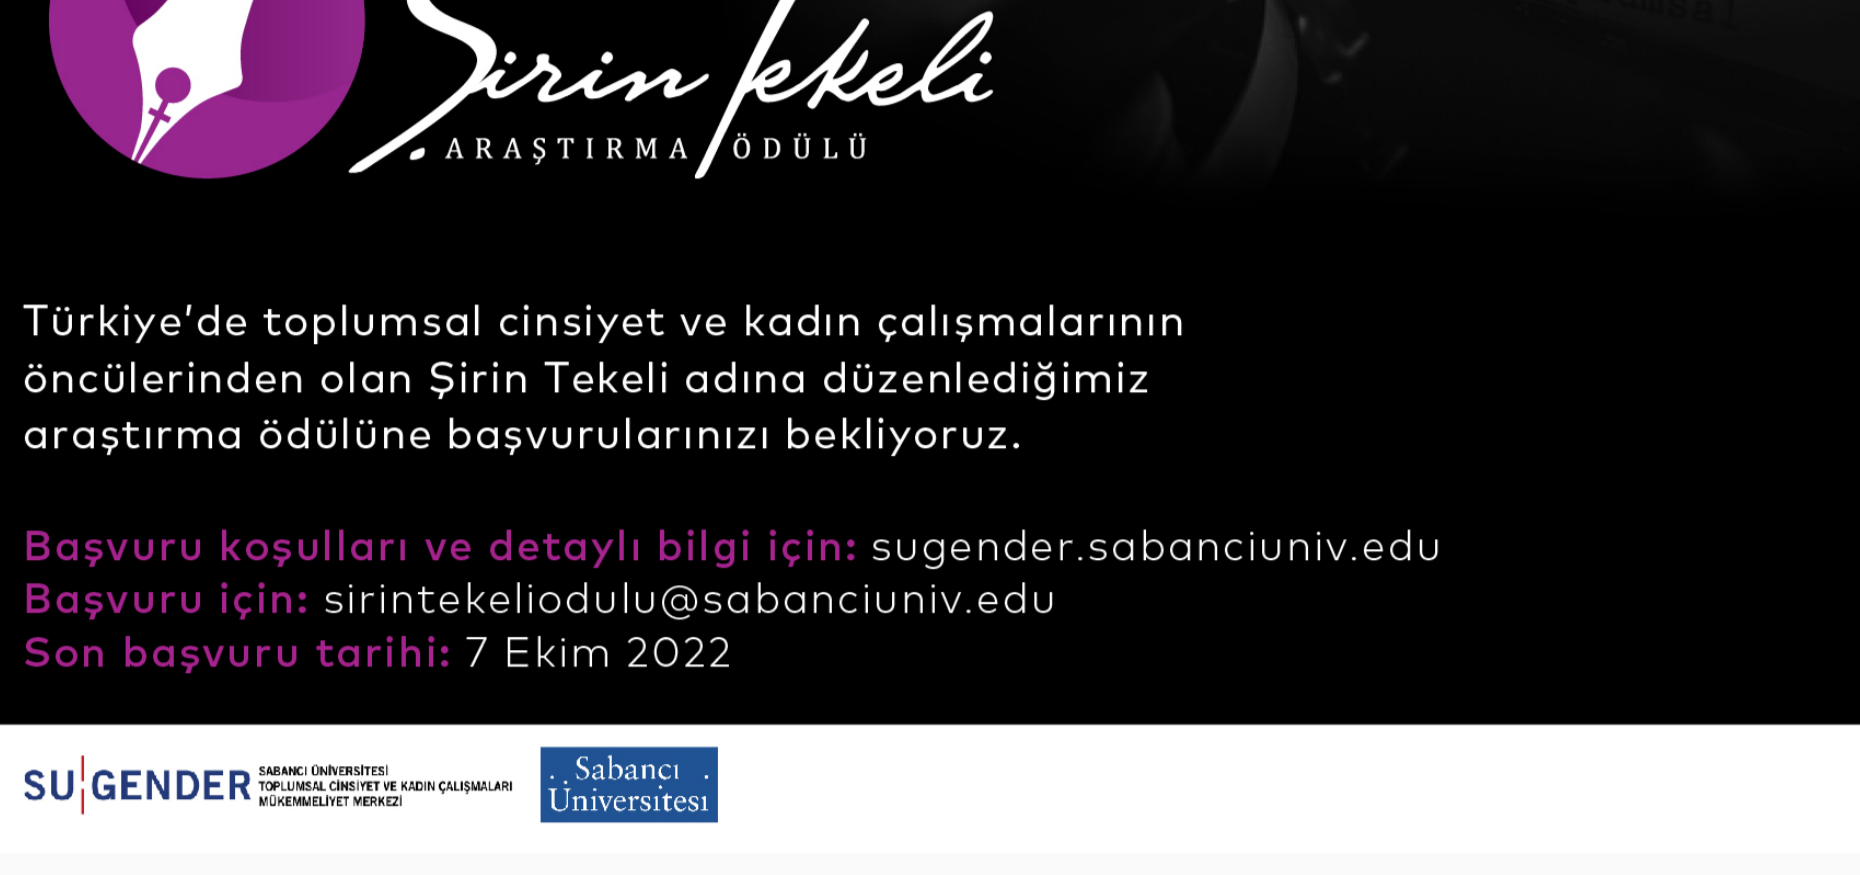 Şirin Tekeli
ARAŞTIRMA ÖDÜLÜ
Türkiye’de toplumsal cinsiyet ve kadın çalışmalarının
öncülerinden olan Şirin Tekeli adına düzenlediğimiz
araştırma ödülüne başvurularınızı bekliyoruz.
Başvuru koşulları ve detaylı bilgi için: sugender.sabanciuniv.edu
Başvuru için: sirintekeliodulu@sabanciuniv.edu
Son başvuru tarihi: 7 Ekim 2022
SU GENDER
SABANCI ÜNİVERSİTESİ
TOPLUMSAL CİNSİYET VE KADIN ÇALIŞMALARI
MÜKEMMELİYET MERKEZİ
Sabancı
Üniversitesi